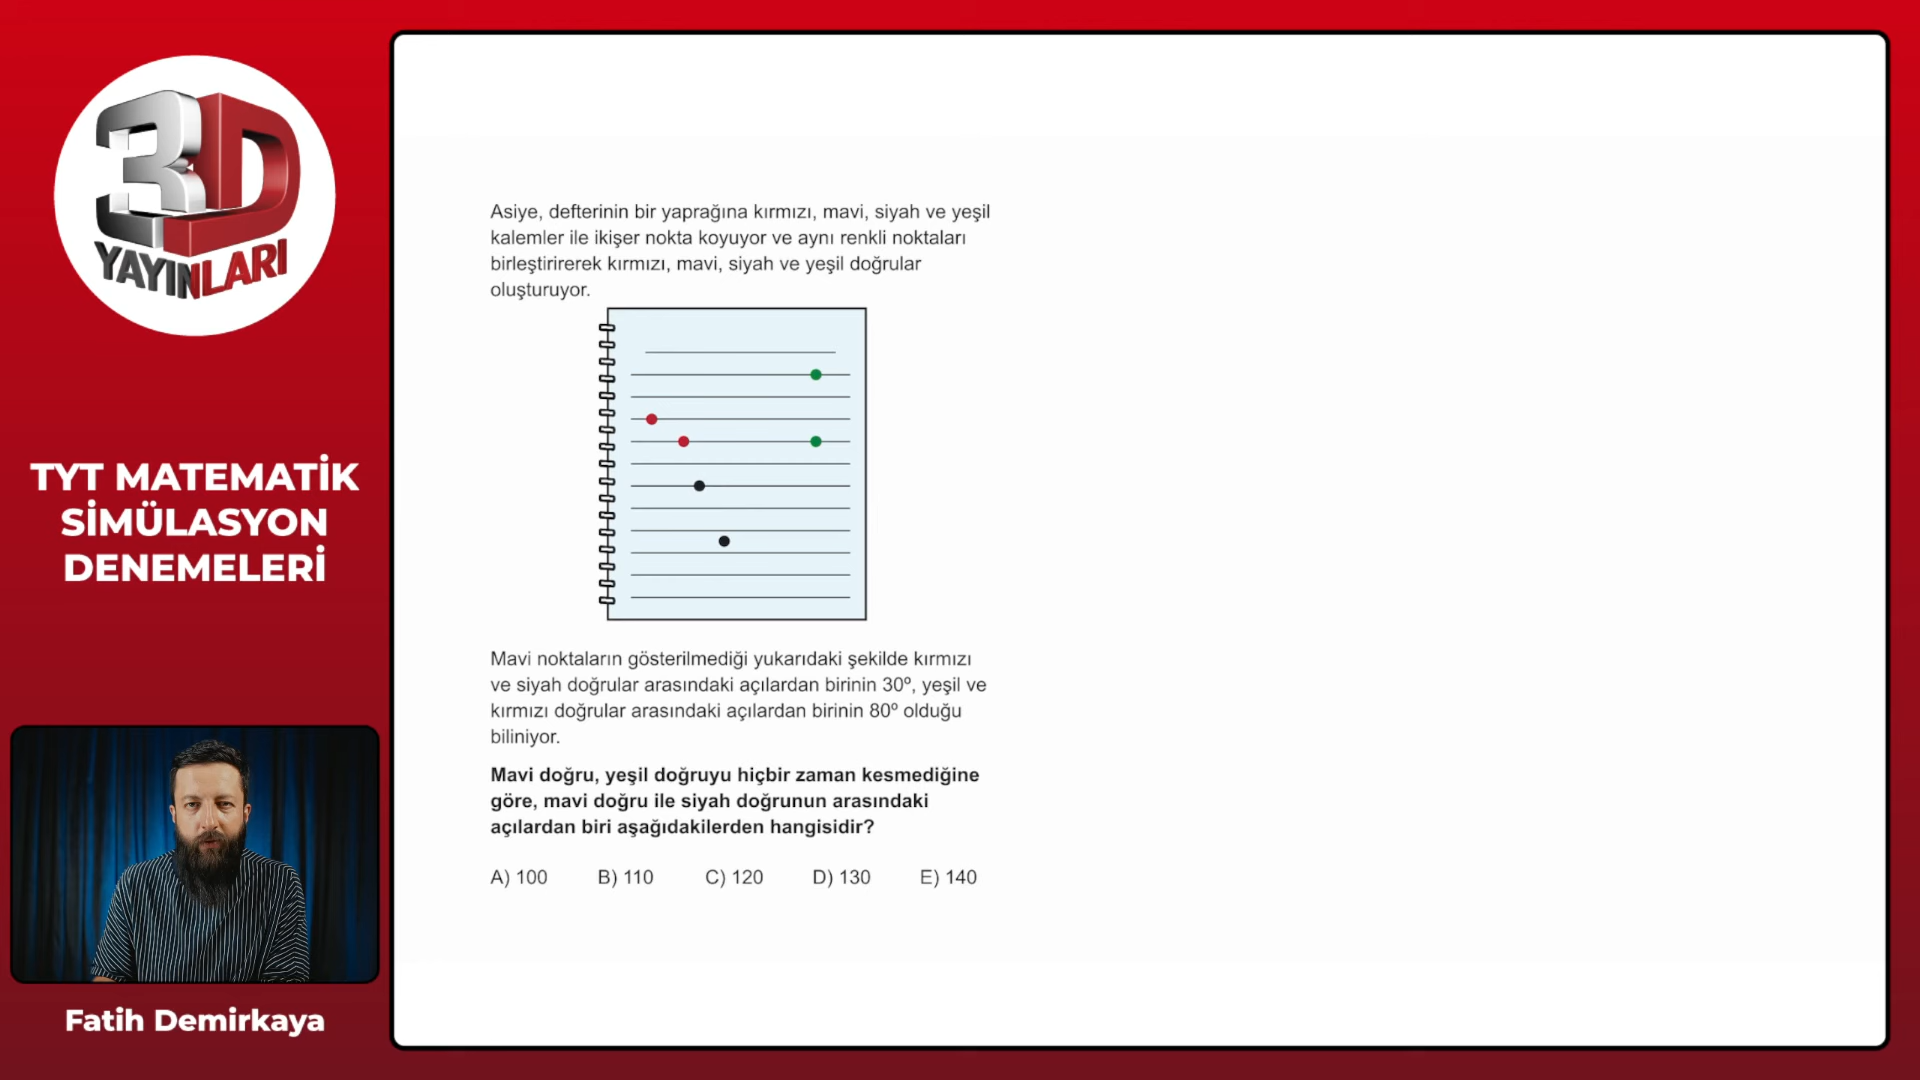 3D
YAYINLARI
TYT MATEMATİK
SİMÜLASYON
DENEMELERİ
Fatih Demirkaya
Asiye, defterinin bir yaprağına kırmızı, mavi, siyah ve yeşil
kalemler ile ikişer nokta koyuyor ve aynı renkli noktaları
birleştirirerek kırmızı, mavi, siyah ve yeşil doğrular
oluşturuyor.
Mavi noktaların gösterilmediği yukarıdaki şekilde kırmızı
ve siyah doğrular arasındaki açılardan birinin 30º, yeşil ve
kırmızı doğrular arasındaki açılardan birinin 80º olduğu
biliniyor.
Mavi doğru, yeşil doğruyu hiçbir zaman kesmediğine
göre, mavi doğru ile siyah doğrunun arasındaki
açılardan biri aşağıdakilerden hangisidir?
A) 100 B) 110 C) 120 D) 130 E) 140